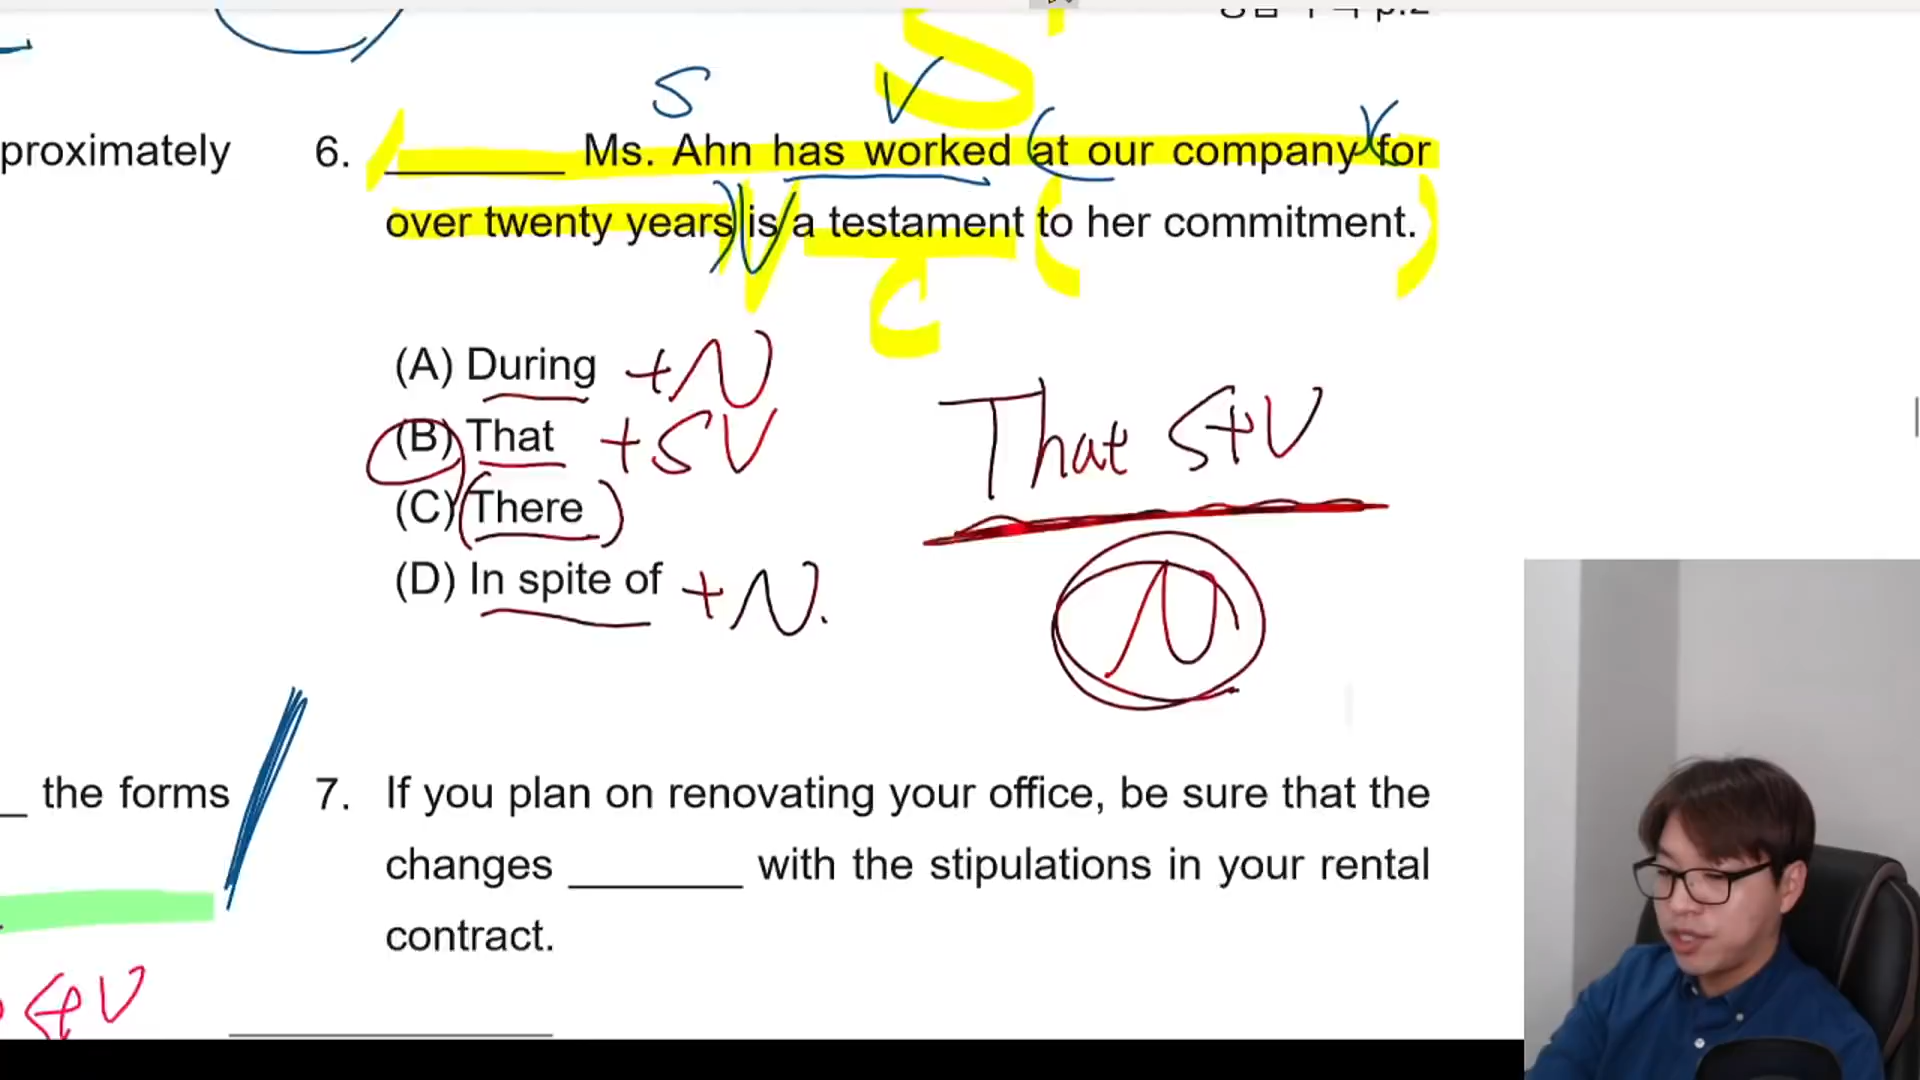 S
S V
proximately
6. ________ Ms. Ahn has worked at our company for
over twenty years is a testament to her commitment.
V V C
(A) During +N
(B) That +SV
(C) There
(D) In spite of +N.
That S+V
N
___ the forms
7. If you plan on renovating your office, be sure that the
changes ________ with the stipulations in your rental
contract.
S+V